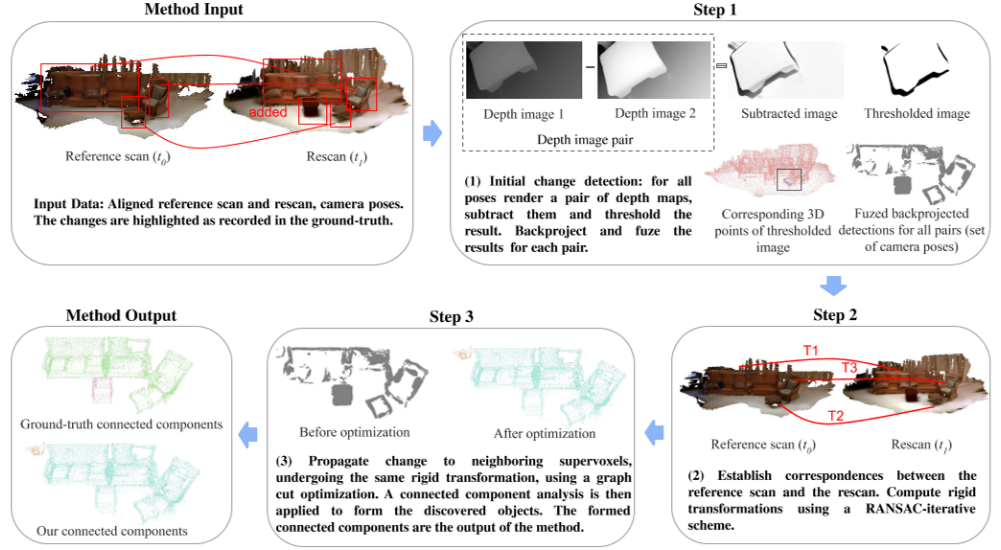 Method Input
added
Reference scan (t₀)
Rescan (t₁)
Input Data: Aligned reference scan and rescan, camera poses.
The changes are highlighted as recorded in the ground-truth.
Step 1
Depth image 1
Depth image 2
Subtracted image
Thresholded image
Depth image pair
(1) Initial change detection: for all
poses render a pair of depth maps,
subtract them and threshold the
result. Backproject and fuze the
results for each pair.
Corresponding 3D
points of thresholded
image
Fuzed backprojected
detections for all pairs (set
of camera poses)
Step 2
T1
T3
T2
Reference scan (t₀)
Rescan (t₁)
(2) Establish correspondences between the
reference scan and the rescan. Compute rigid
transformations using a RANSAC-iterative
scheme.
Step 3
Before optimization
After optimization
(3) Propagate change to neighboring supervoxels,
undergoing the same rigid transformation, using a graph
cut optimization. A connected component analysis is then
applied to form the discovered objects. The formed
connected components are the output of the method.
Method Output
Ground-truth connected components
Our connected components